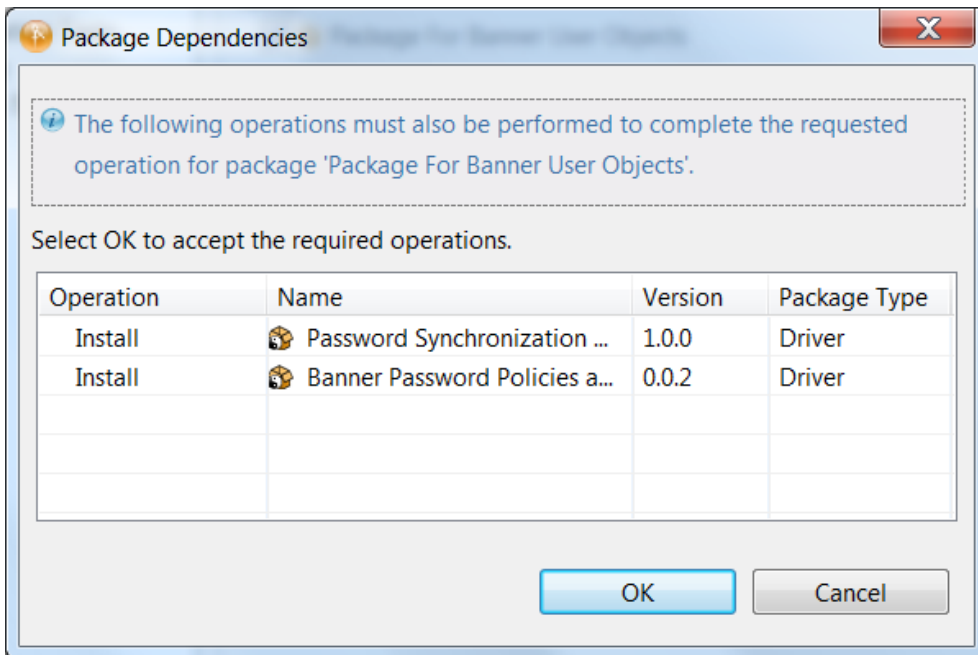 Package Dependencies
The following operations must also be performed to complete the requested
operation for package 'Package For Banner User Objects'.
Select OK to accept the required operations.
Operation Name Version Package Type
Install Password Synchronization ... 1.0.0 Driver
Install Banner Password Policies a... 0.0.2 Driver
OK Cancel